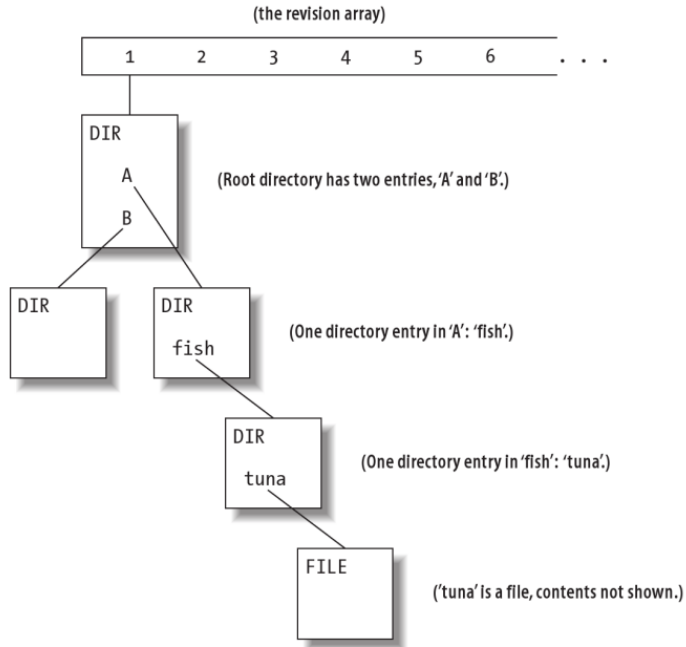 (the revision array)
1 2 3 4 5 6 . . .
DIR
A
(Root directory has two entries, ‘A’ and ‘B’.)
B
DIR
DIR
fish
(One directory entry in ‘A’: ‘fish’.)
DIR
tuna
(One directory entry in ‘fish’: ‘tuna’.)
FILE
(‘tuna’ is a file, contents not shown.)